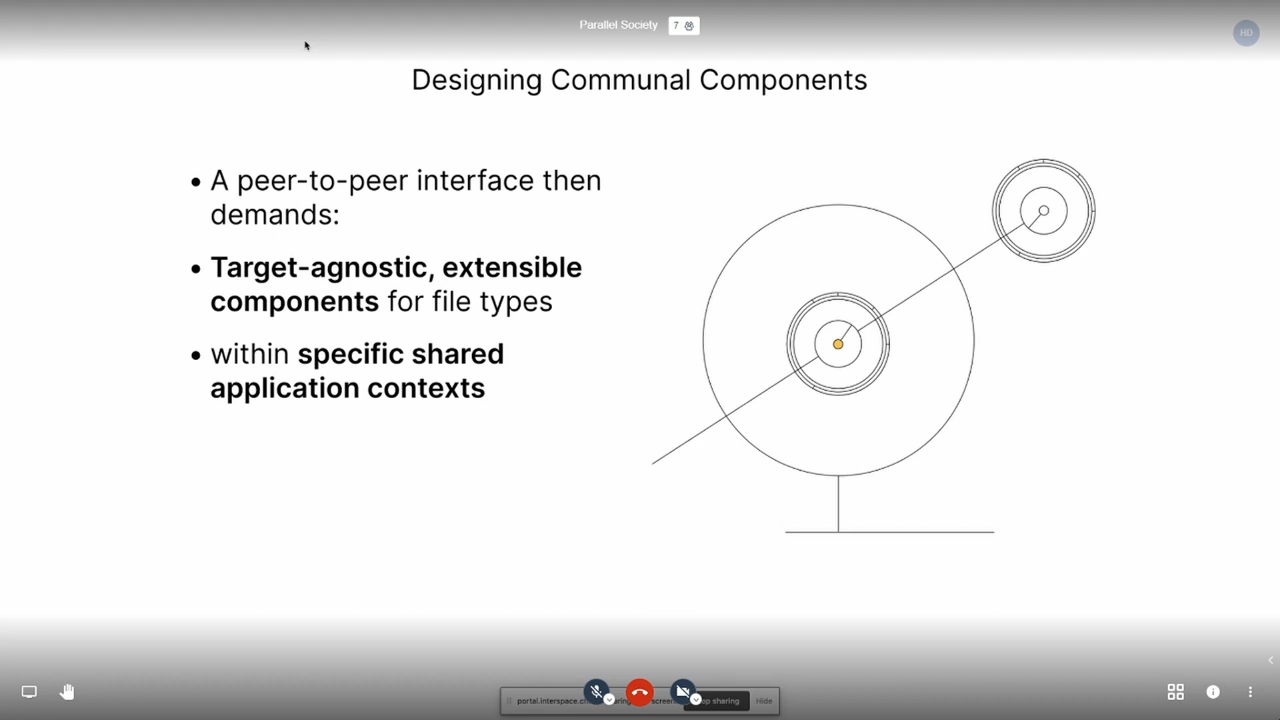 Parallel Society 7
HD
Designing Communal Components
• A peer-to-peer interface then
demands:
• Target-agnostic, extensible
components for file types
• within specific shared
application contexts
sharing Hide